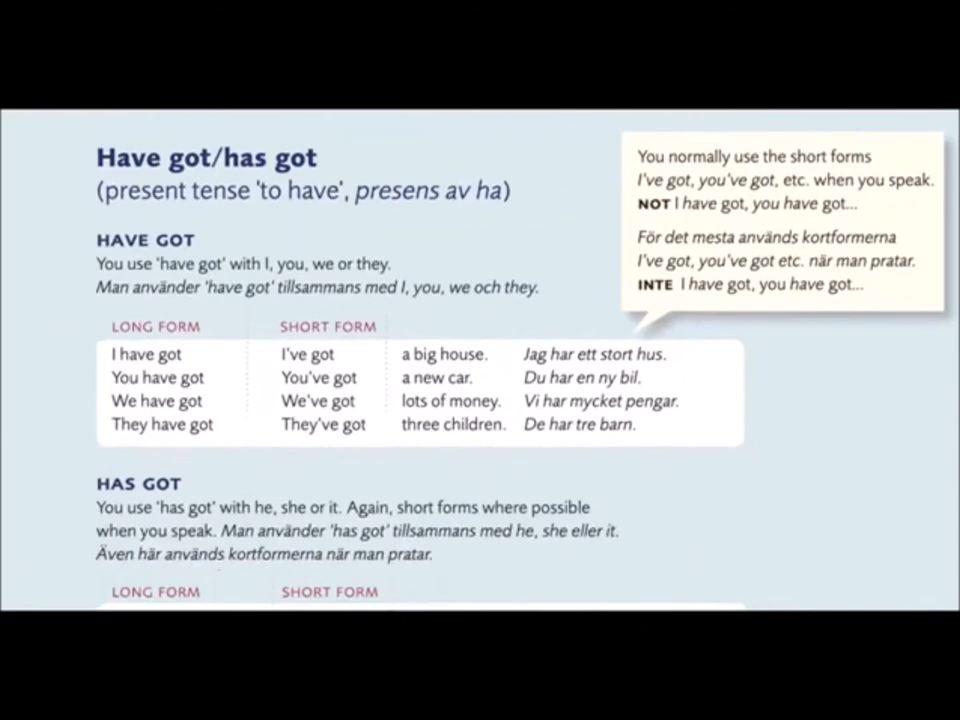 Have got/has got
(present tense 'to have', presens av ha)
You normally use the short forms
I've got, you've got, etc. when you speak.
NOT I have got, you have got...
För det mesta används kortformerna
I've got, you've got etc. när man pratar.
INTE I have got, you have got...
HAVE GOT
You use 'have got' with I, you, we or they.
Man använder 'have got' tillsammans med I, you, we och they.
LONG FORM SHORT FORM
I have got I've got a big house. Jag har ett stort hus.
You have got You've got a new car. Du har en ny bil.
We have got We've got lots of money. Vi har mycket pengar.
They have got They've got three children. De har tre barn.
HAS GOT
You use 'has got' with he, she or it. Again, short forms where possible
when you speak. Man använder 'has got' tillsammans med he, she eller it.
Även här används kortformerna när man pratar.
LONG FORM SHORT FORM